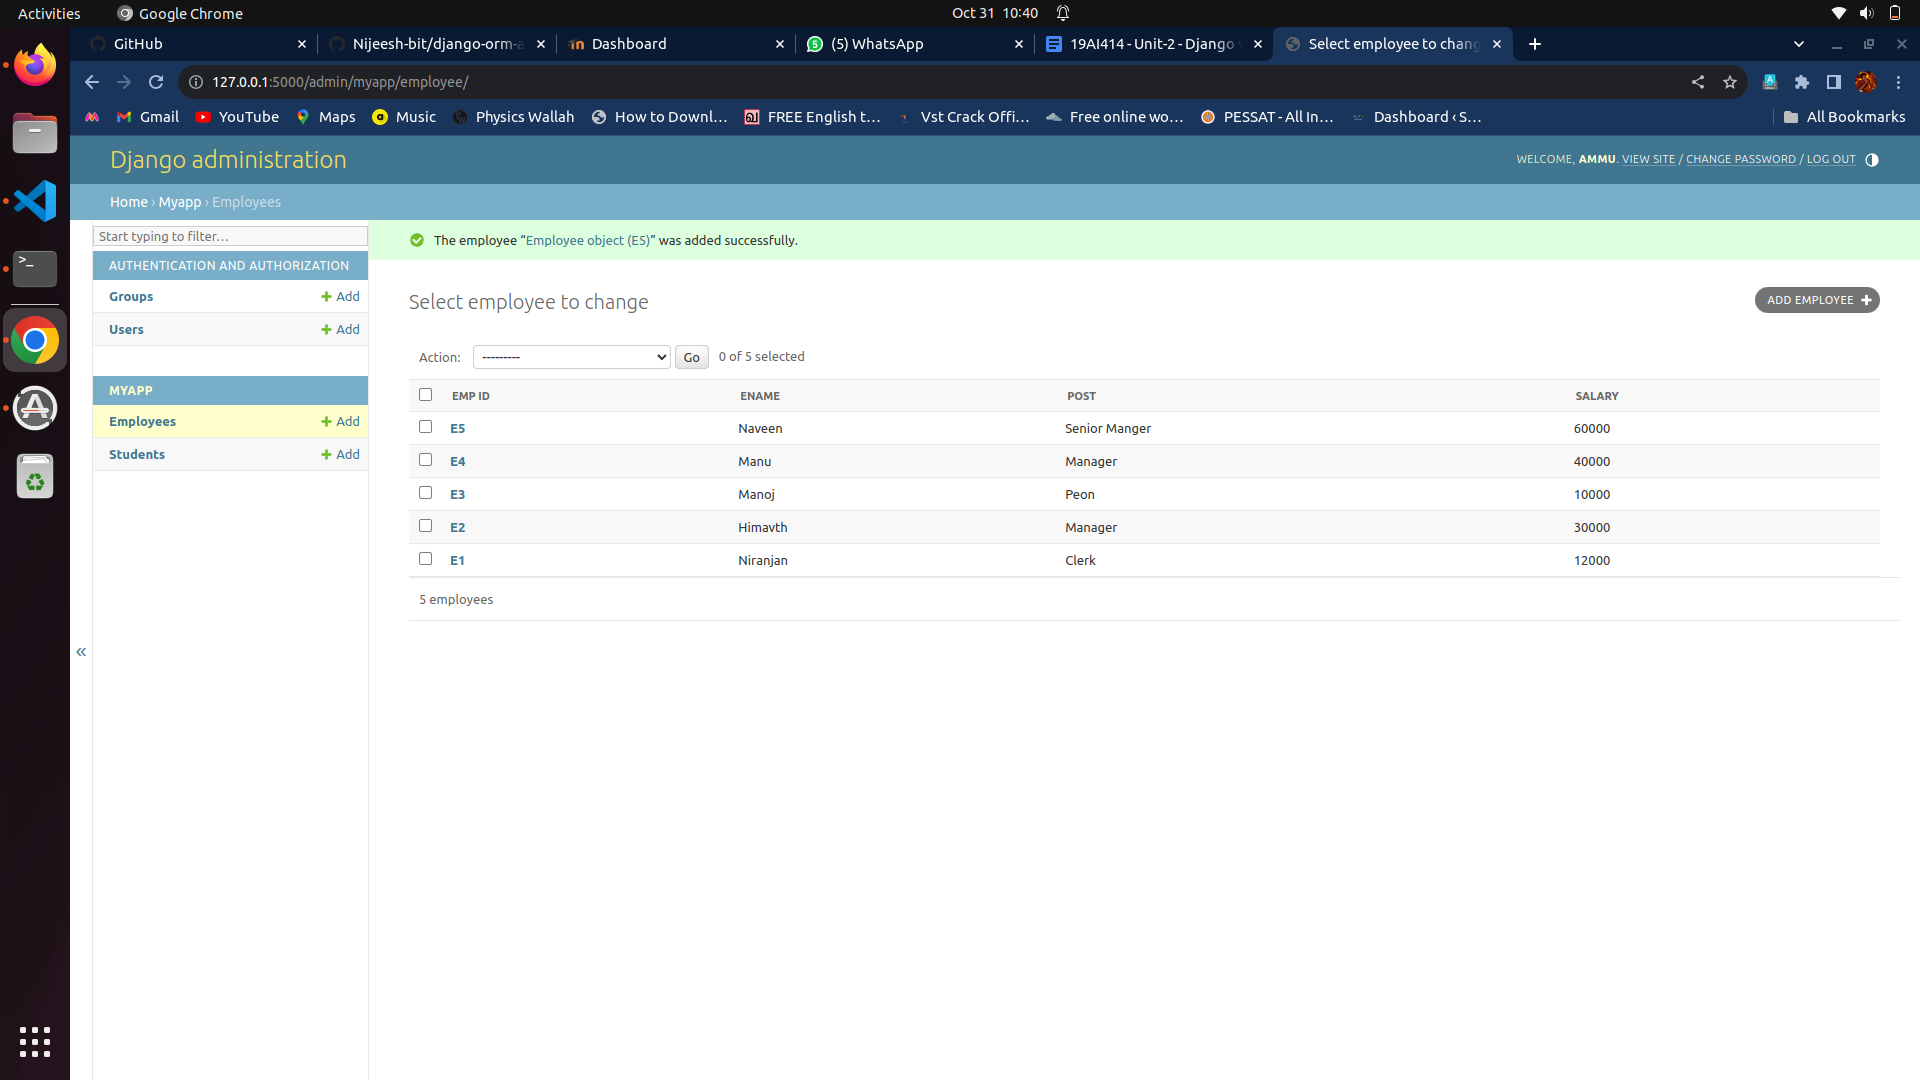 Activities Google Chrome Oct 31 10:40
GitHub Nijeesh-bit/django-orm-a Dashboard (5) WhatsApp 19AI414 - Unit-2 - Django Select employee to chang
127.0.0.1:5000/admin/myapp/employee/
Gmail YouTube Maps Music Physics Wallah How to Downl... FREE English t... Vst Crack Offi... Free online wo... PESSAT - All In... Dashboard ‹ S... All Bookmarks
Django administration
WELCOME, AMMU. VIEW SITE / CHANGE PASSWORD / LOG OUT
Home › Myapp › Employees
Start typing to filter...
AUTHENTICATION AND AUTHORIZATION
Groups + Add
Users + Add
MYAPP
Employees + Add
Students + Add
«
The employee “Employee object (E5)” was added successfully.
Select employee to change
ADD EMPLOYEE +
Action: --------- Go 0 of 5 selected
EMP ID ENAME POST SALARY
E5 Naveen Senior Manger 60000
E4 Manu Manager 40000
E3 Manoj Peon 10000
E2 Himavth Manager 30000
E1 Niranjan Clerk 12000
5 employees